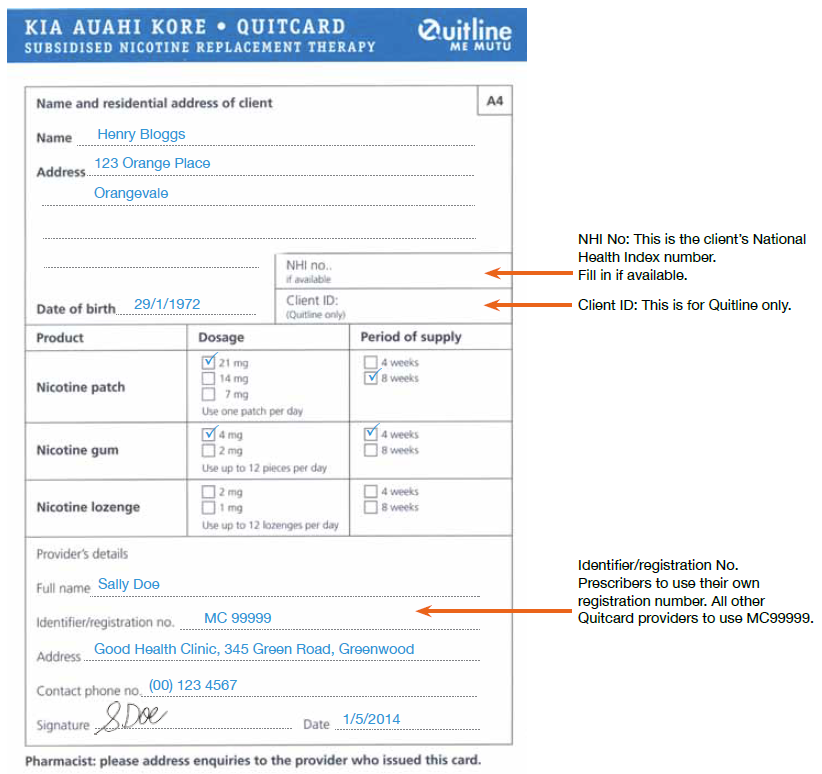 KIA AUAHI KORE • QUITCARD
SUBSIDISED NICOTINE REPLACEMENT THERAPY
Quitline
ME MUTU
Name and residential address of client
A4
Name Henry Bloggs
Address 123 Orange Place
Orangevale
NHI no..
if available
NHI No: This is the client's National
Health Index number.
Fill in if available.
Date of birth 29/1/1972
Client ID:
(Quitline only)
Client ID: This is for Quitline only.
Product Dosage Period of supply
Nicotine patch
21 mg
14 mg
7 mg
Use one patch per day
4 weeks
8 weeks
Nicotine gum
4 mg
2 mg
Use up to 12 pieces per day
4 weeks
8 weeks
Nicotine lozenge
2 mg
1 mg
Use up to 12 lozenges per day
4 weeks
8 weeks
Provider's details
Full name Sally Doe
Identifier/registration no. MC 99999
Address Good Health Clinic, 345 Green Road, Greenwood
Contact phone no. (00) 123 4567
Signature S.Doe Date 1/5/2014
Identifier/registration No.
Prescribers to use their own
registration number. All other
Quitcard providers to use MC99999.
Pharmacist: please address enquiries to the provider who issued this card.